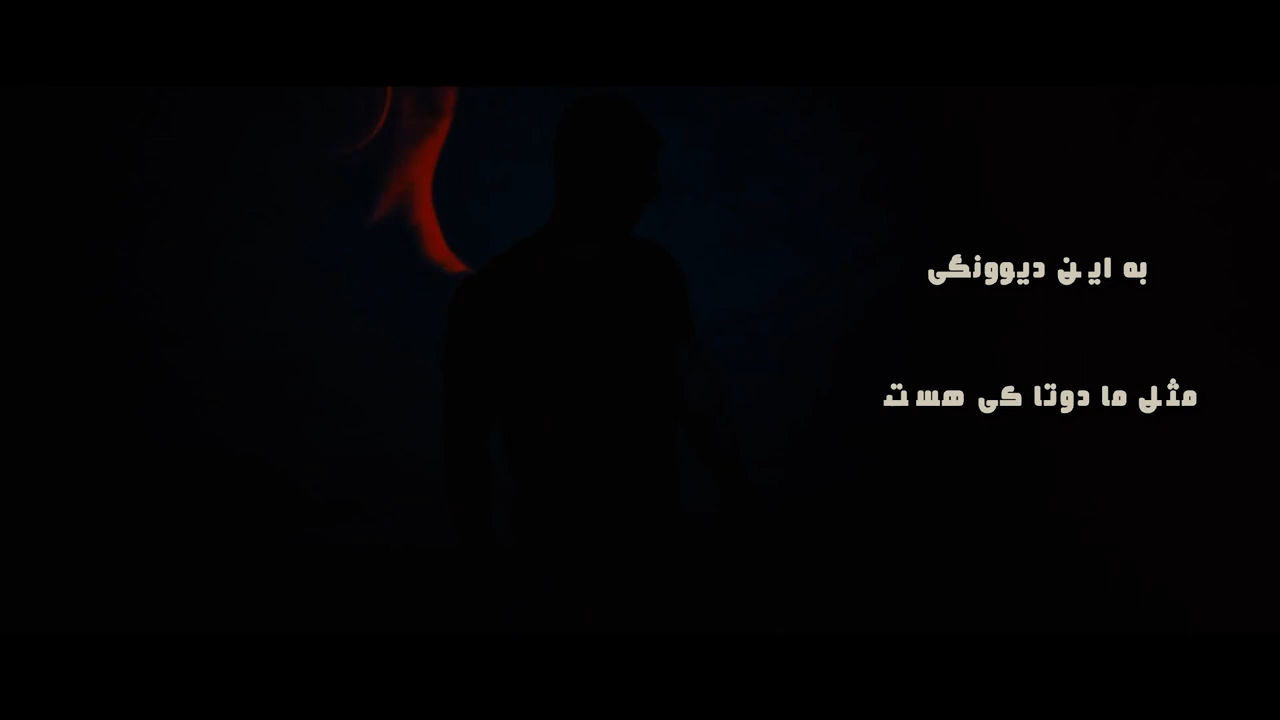 به این دیوونگی
مثل ما دوتا کی هست